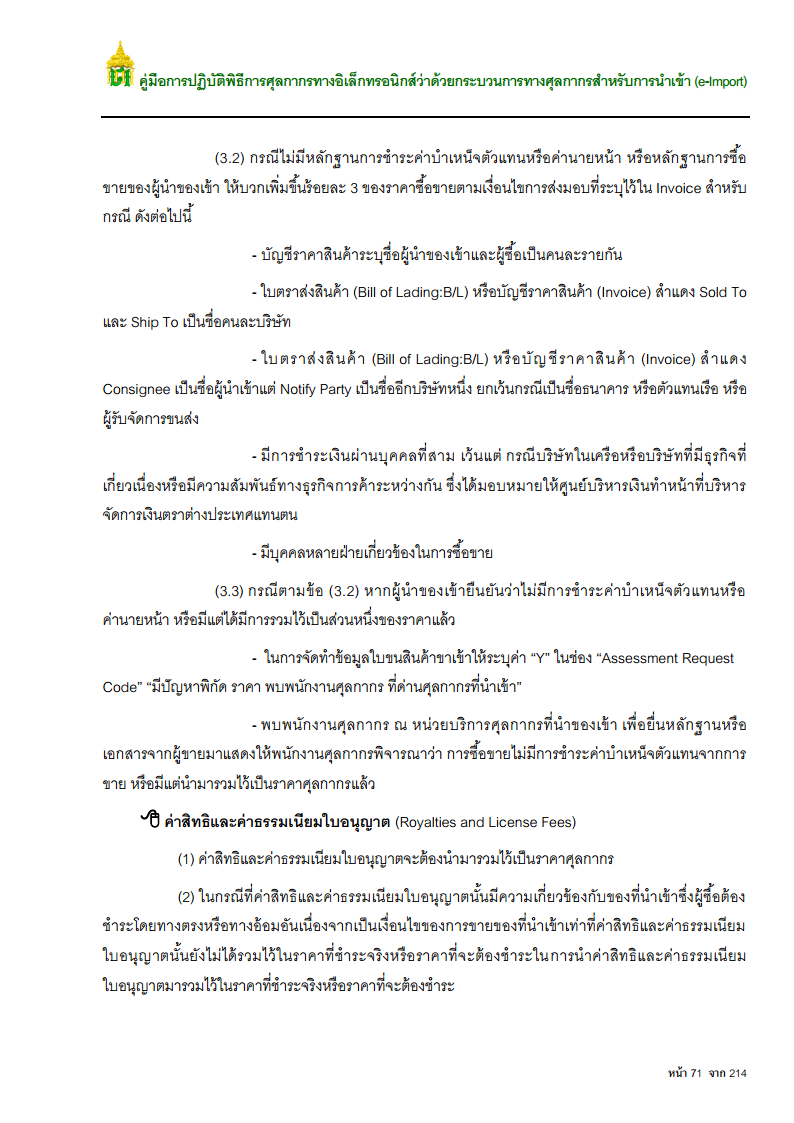 คู่มือการปฏิบัติพิธีการศุลกากรทางอิเล็กทรอนิกส์ว่าด้วยกระบวนการทางศุลกากรสำหรับการนำเข้า (e-Import)
(3.2) กรณีไม่มีหลักฐานการชำระค่าบำเหน็จตัวแทนหรือค่านายหน้า หรือหลักฐานการซื้อ
ขายของผู้นำของเข้า ให้บวกเพิ่มขึ้นร้อยละ 3 ของราคาซื้อขายตามเงื่อนไขการส่งมอบที่ระบุไว้ใน Invoice สำหรับ
กรณี ดังต่อไปนี้
- บัญชีราคาสินค้าระบุชื่อผู้นำของเข้าและผู้ซื้อเป็นคนละรายกัน
- ใบตราส่งสินค้า (Bill of Lading:B/L) หรือบัญชีราคาสินค้า (Invoice) สำแดง Sold To
และ Ship To เป็นชื่อคนละบริษัท
- ใบตราส่งสินค้า (Bill of Lading:B/L) หรือบัญชีราคาสินค้า (Invoice) สำแดง
Consignee เป็นชื่อผู้นำเข้าแต่ Notify Party เป็นชื่ออีกบริษัทหนึ่ง ยกเว้นกรณีเป็นชื่อธนาคาร หรือตัวแทนเรือ หรือ
ผู้รับจัดการขนส่ง
- มีการชำระเงินผ่านบุคคลที่สาม เว้นแต่ กรณีบริษัทในเครือหรือบริษัทที่มีธุรกิจที่
เกี่ยวเนื่องหรือมีความสัมพันธ์ทางธุรกิจการค้าระหว่างกัน ซึ่งได้มอบหมายให้ศูนย์บริหารเงินทำหน้าที่บริหาร
จัดการเงินตราต่างประเทศแทนตน
- มีบุคคลหลายฝ่ายเกี่ยวข้องในการซื้อขาย
(3.3) กรณีตามข้อ (3.2) หากผู้นำของเข้ายืนยันว่าไม่มีการชำระค่าบำเหน็จตัวแทนหรือ
ค่านายหน้า หรือมีแต่ได้มีการรวมไว้เป็นส่วนหนึ่งของราคาแล้ว
- ในการจัดทำข้อมูลใบขนสินค้าขาเข้าให้ระบุค่า “Y” ในช่อง “Assessment Request
Code” “มีปัญหาพิกัด ราคา พบพนักงานศุลกากร ที่ด่านศุลกากรที่นำเข้า”
- พบพนักงานศุลกากร ณ หน่วยบริการศุลกากรที่นำของเข้า เพื่อยื่นหลักฐานหรือ
เอกสารจากผู้ขายมาแสดงให้พนักงานศุลกากรพิจารณาว่า การซื้อขายไม่มีการชำระค่าบำเหน็จตัวแทนจากการ
ขาย หรือมีแต่นำมารวมไว้เป็นราคาศุลกากรแล้ว
ค่าสิทธิและค่าธรรมเนียมใบอนุญาต (Royalties and License Fees)
(1) ค่าสิทธิและค่าธรรมเนียมใบอนุญาตจะต้องนำมารวมไว้เป็นราคาศุลกากร
(2) ในกรณีที่ค่าสิทธิและค่าธรรมเนียมใบอนุญาตนั้นมีความเกี่ยวข้องกับของที่นำเข้าซึ่งผู้ซื้อต้อง
ชำระโดยทางตรงหรือทางอ้อมอันเนื่องจากเป็นเงื่อนไขของการขายของที่นำเข้าเท่าที่ค่าสิทธิและค่าธรรมเนียม
ใบอนุญาตนั้นยังไม่ได้รวมไว้ในราคาที่ชำระจริงหรือราคาที่จะต้องชำระในการนำค่าสิทธิและค่าธรรมเนียม
ใบอนุญาตมารวมไว้ในราคาที่ชำระจริงหรือราคาที่จะต้องชำระ
หน้า 71 จาก 214